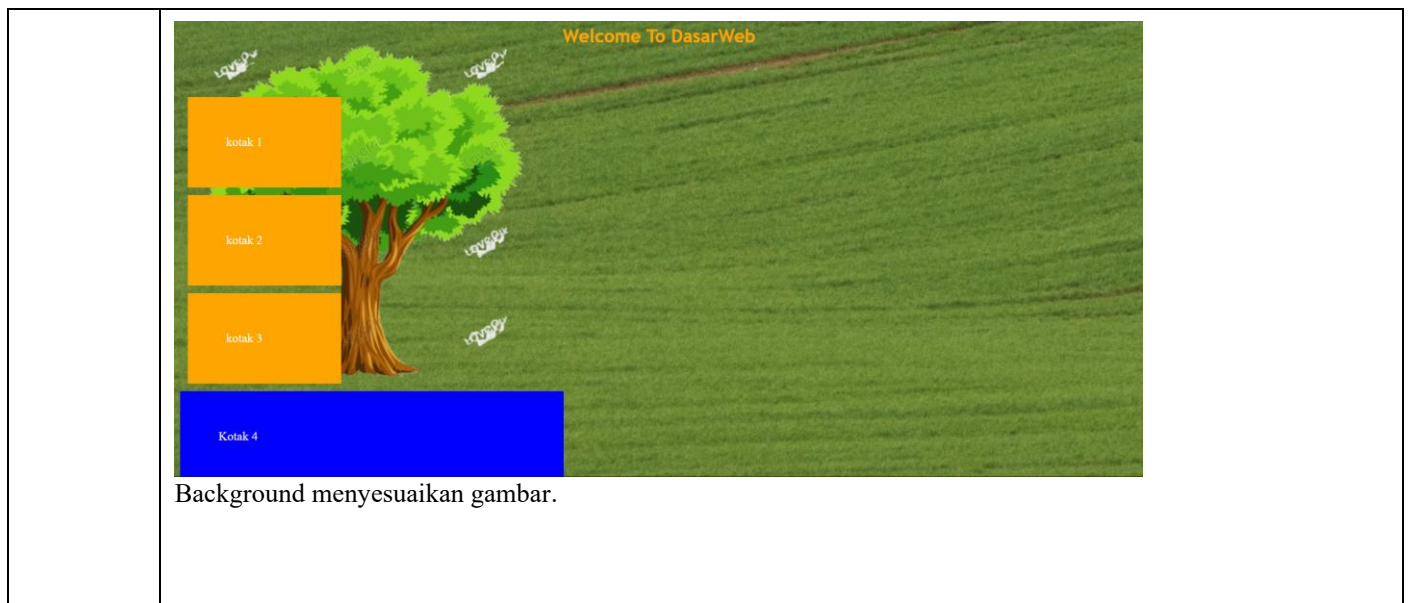 Welcome To DasarWeb
kotak 1
kotak 2
kotak 3
Kotak 4
Background menyesuaikan gambar.